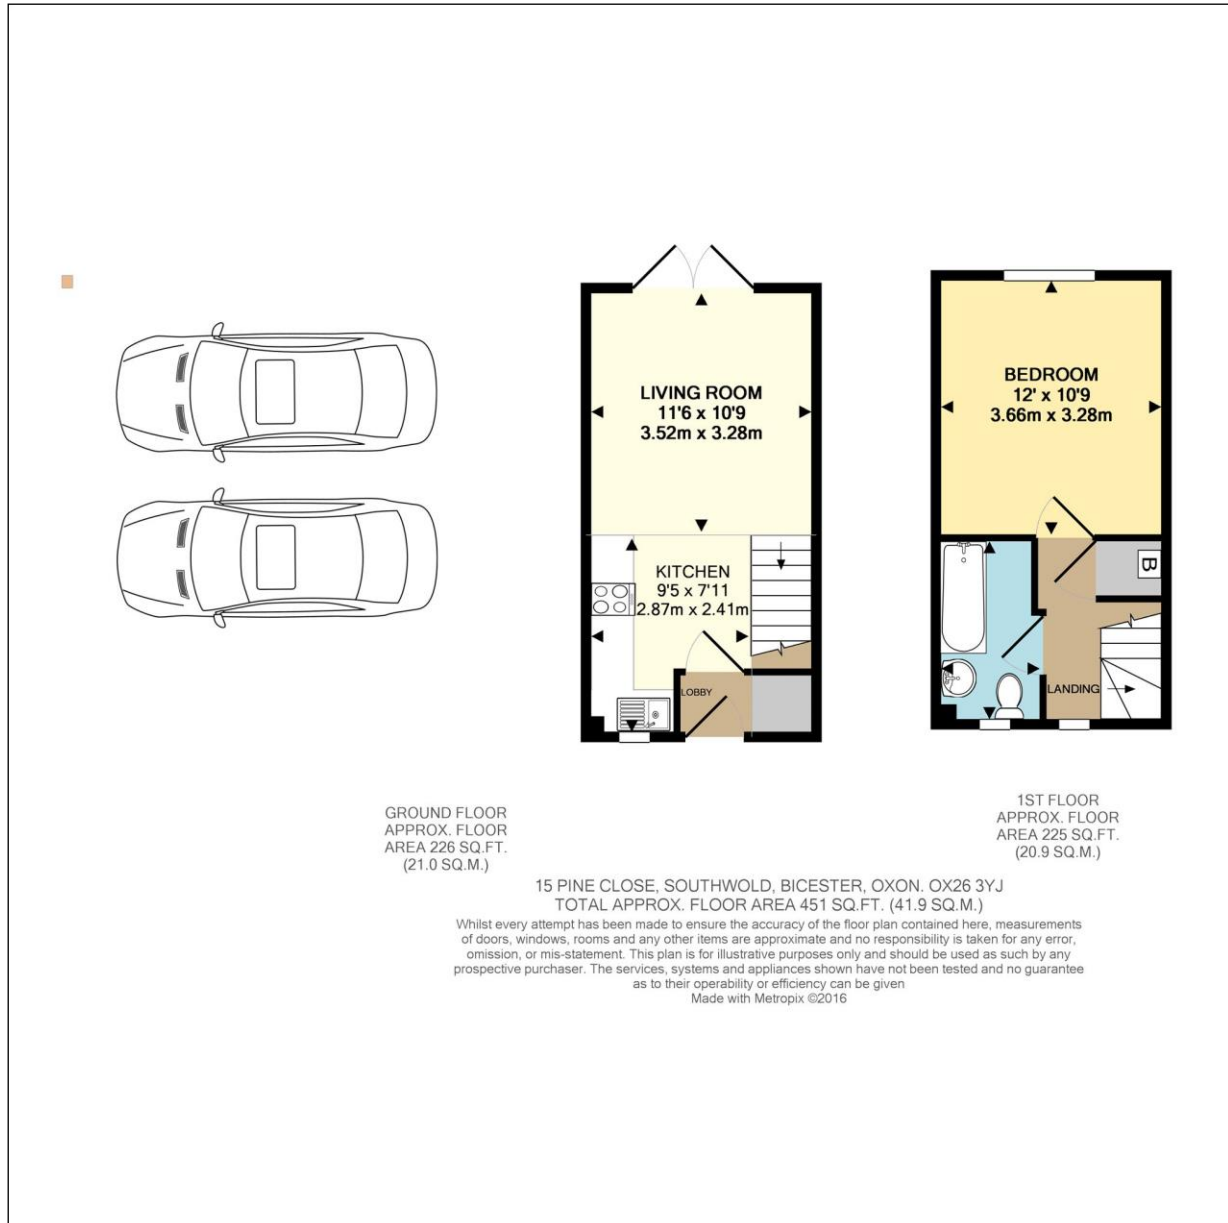 LIVING ROOM
11'6 x 10'9
3.52m x 3.28m
KITCHEN
9'5 x 7'11
2.87m x 2.41m
LOBBY
BEDROOM
12' x 10'9
3.66m x 3.28m
B
LANDING
GROUND FLOOR
APPROX. FLOOR
AREA 226 SQ.FT.
(21.0 SQ.M.)
1ST FLOOR
APPROX. FLOOR
AREA 225 SQ.FT.
(20.9 SQ.M.)
15 PINE CLOSE, SOUTHWOLD, BICESTER, OXON. OX26 3YJ
TOTAL APPROX. FLOOR AREA 451 SQ.FT. (41.9 SQ.M.)
Whilst every attempt has been made to ensure the accuracy of the floor plan contained here, measurements
of doors, windows, rooms and any other items are approximate and no responsibility is taken for any error,
omission, or mis-statement. This plan is for illustrative purposes only and should be used as such by any
prospective purchaser. The services, systems and appliances shown have not been tested and no guarantee
as to their operability or efficiency can be given
Made with Metropix ©2016